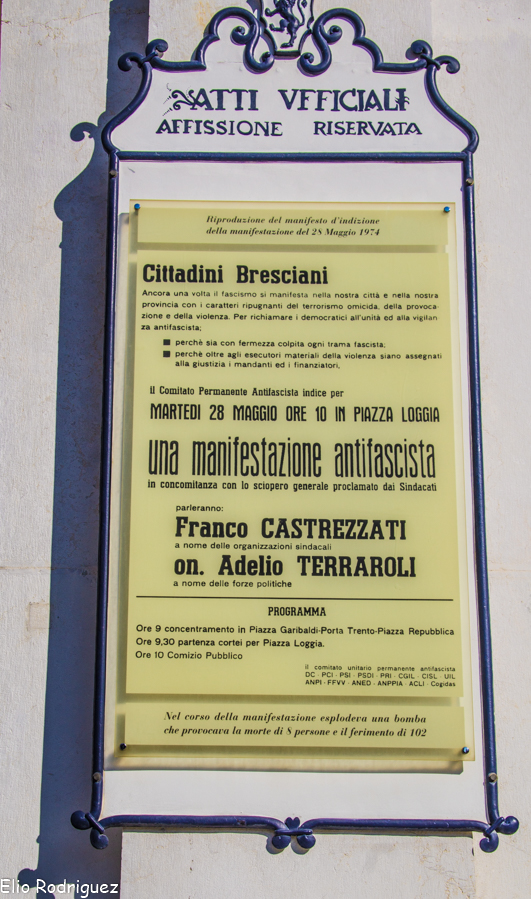 ATTI VFFICIALI
AFFISSIONE RISERVATA
Riproduzione del manifesto d'indizione
della manifestazione del 28 Maggio 1974
Cittadini Bresciani
Ancora una volta il fascismo si manifesta nella nostra città e nella nostra
provincia con i caratteri ripugnanti del terrorismo omicida, della provoca-
zione e della violenza. Per richiamare i democratici all'unità ed alla vigilan
za antifascista;
■ perchè sia con fermezza colpita ogni trama fascista;
■ perchè oltre agli esecutori materiali della violenza siano assegnati
alla giustizia i mandanti ed i finanziatori,
il Comitato Permanente Antifascista indice per
MARTEDI 28 MAGGIO ORE 10 IN PIAZZA LOGGIA
una manifestazione antifascista
in concomitanza con lo sciopero generale proclamato dai Sindacati
parleranno:
Franco CASTREZZATI
a nome delle organizzazioni sindacali
on. Adelio TERRAROLI
a nome delle forze politiche
PROGRAMMA
Ore 9 concentramento in Piazza Garibaldi-Porta Trento-Piazza Repubblica
Ore 9,30 partenza cortei per Piazza Loggia.
Ore 10 Comizio Pubblico
il comitato unitario permanente antifascista
DC · PCI · PSI · PSDI · PRI · CGIL · CISL · UIL
ANPI · FFVV · ANED · ANPPIA · ACLI · Cogidas
Nel corso della manifestazione esplodeva una bomba
che provocava la morte di 8 persone e il ferimento di 102
Elio Rodriguez